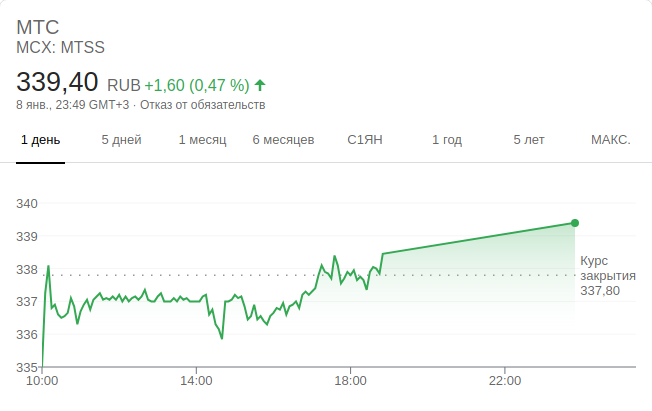 МТС
MCX: MTSS
339,40 RUB +1,60 (0,47 %)
8 янв., 23:49 GMT+3 · Отказ от обязательств
1 день 5 дней 1 месяц 6 месяцев С1ЯН 1 год 5 лет МАКС.
340
339
338
337
336
335
Курс
закрытия
337,80
10:00 14:00 18:00 22:00